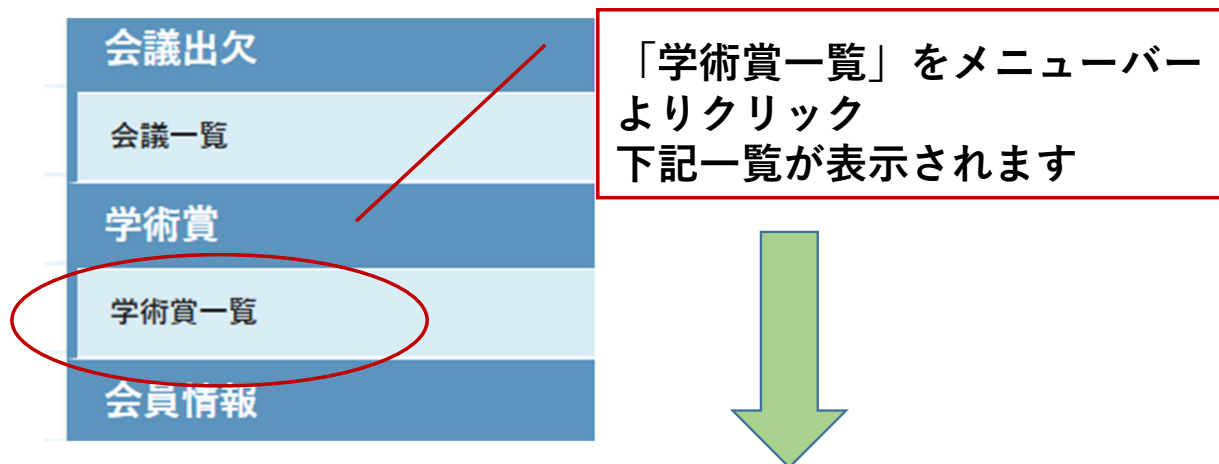 会議出欠
会議一覧
学術賞
学術賞一覧
会員情報
「学術賞一覧」をメニューバー
よりクリック
下記一覧が表示されます